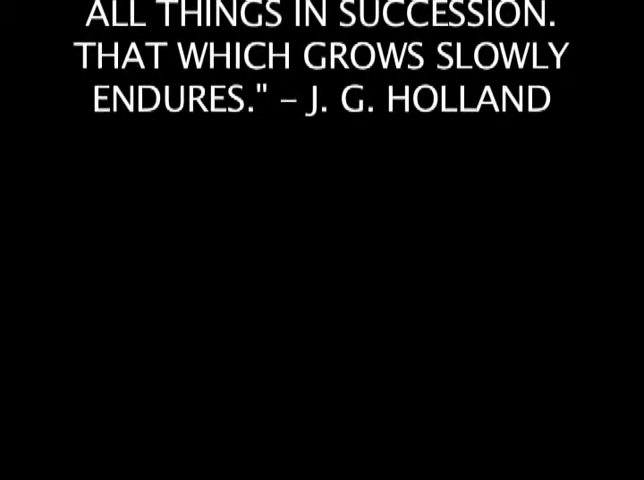 ALL THINGS IN SUCCESSION.
THAT WHICH GROWS SLOWLY
ENDURES." – J. G. HOLLAND